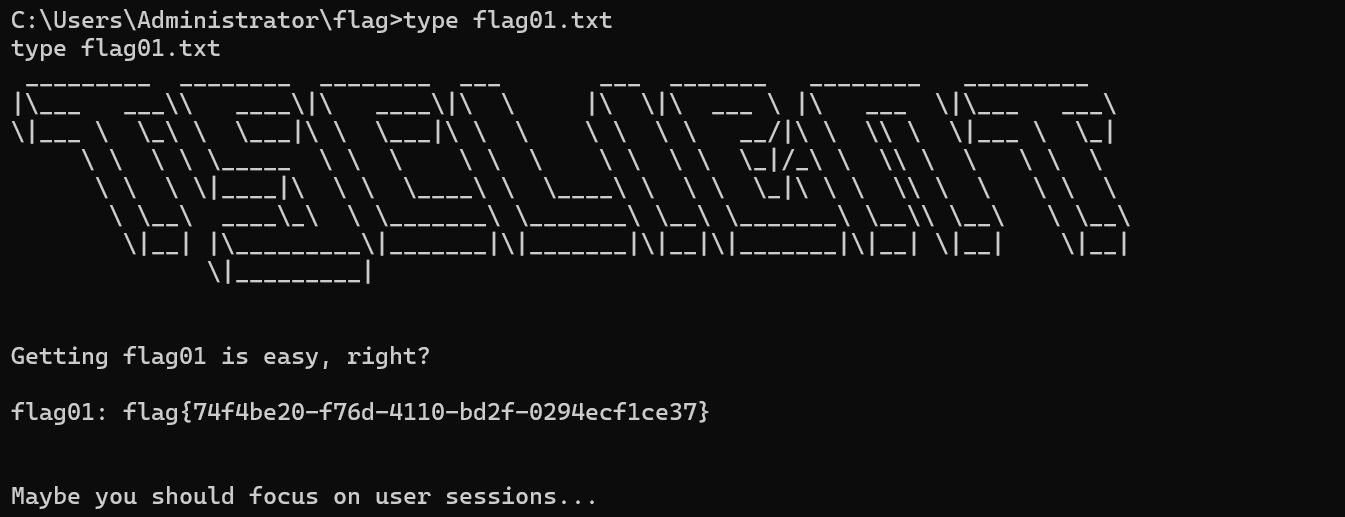 C:\Users\Administrator\flag>type flag01.txt
type flag01.txt
TSCLIENT
Getting flag01 is easy, right?
flag01: flag{74f4be20-f76d-4110-bd2f-0294ecf1ce37}
Maybe you should focus on user sessions...